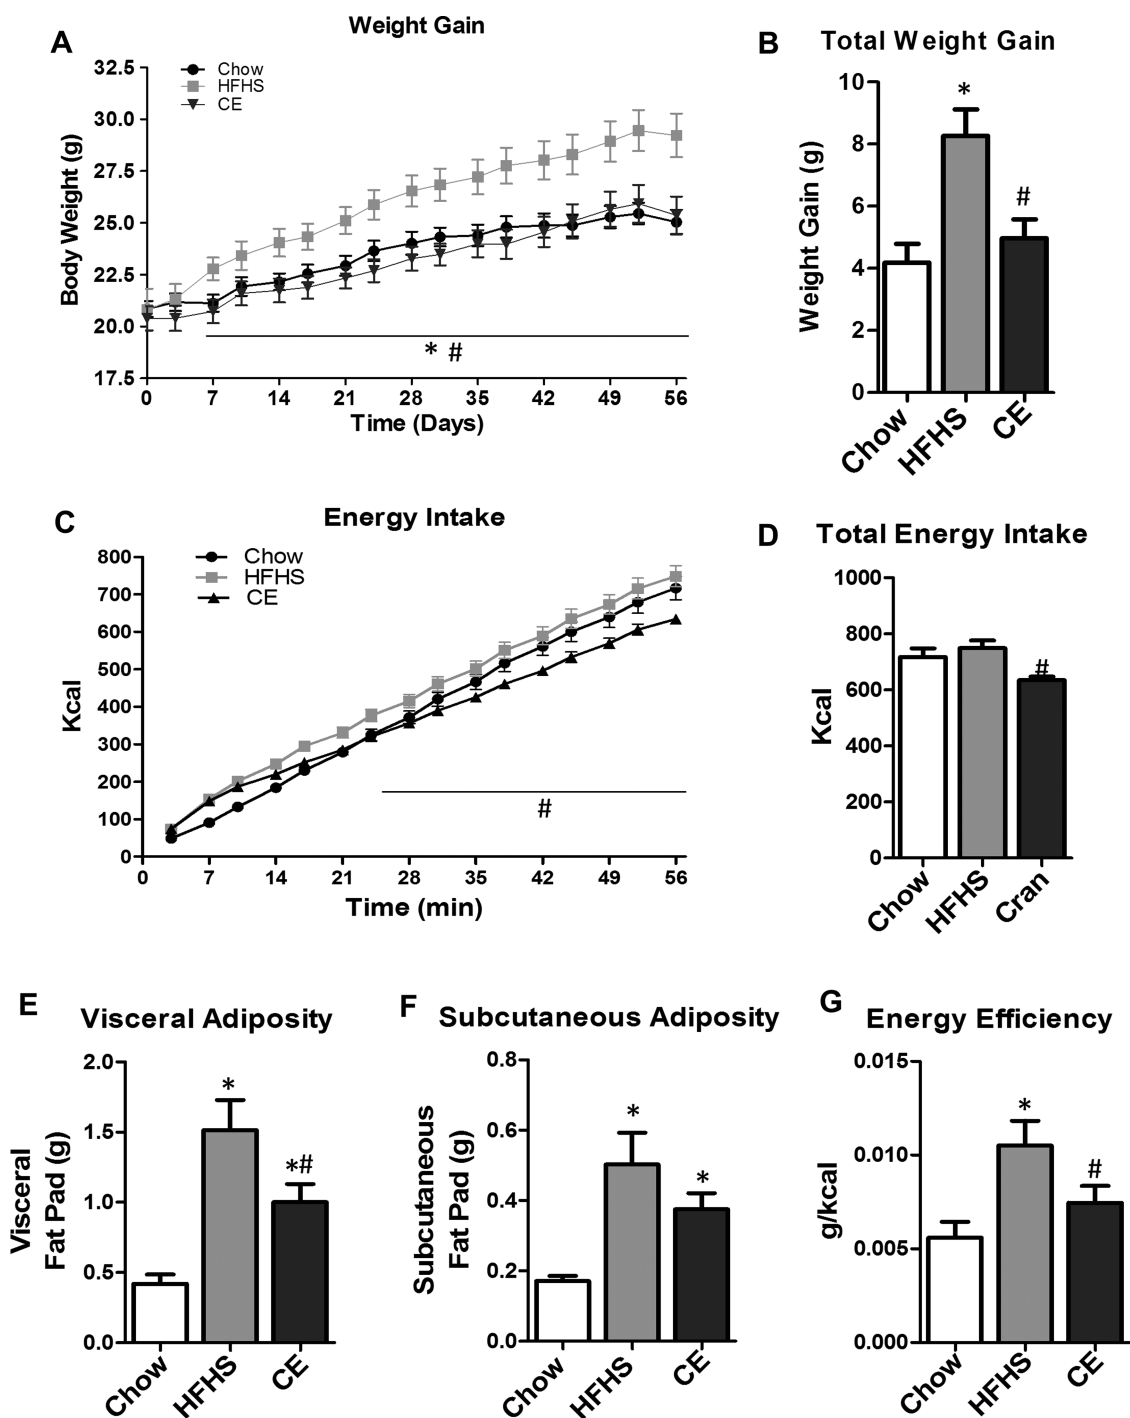 A
Weight Gain
Chow
HFHS
CE
Body Weight (g)
32.5
30.0
27.5
25.0
22.5
20.0
17.5
* #
0 7 14 21 28 35 42 49 56
Time (Days)
B
Total Weight Gain
Weight Gain (g)
10
8
6
4
2
0
*
#
Chow HFHS CE
C
Energy Intake
Chow
HFHS
CE
Kcal
800
700
600
500
400
300
200
100
0
#
0 7 14 21 28 35 42 49 56
Time (min)
D
Total Energy Intake
Kcal
1000
800
600
400
200
0
#
Chow HFHS Cran
E
Visceral Adiposity
Visceral
Fat Pad (g)
2.0
1.5
1.0
0.5
0.0
*
*#
Chow HFHS CE
F
Subcutaneous Adiposity
Subcutaneous
Fat Pad (g)
0.8
0.6
0.4
0.2
0.0
*
*
Chow HFHS CE
G
Energy Efficiency
g/kcal
0.015
0.010
0.005
0.000
*
#
Chow HFHS CE